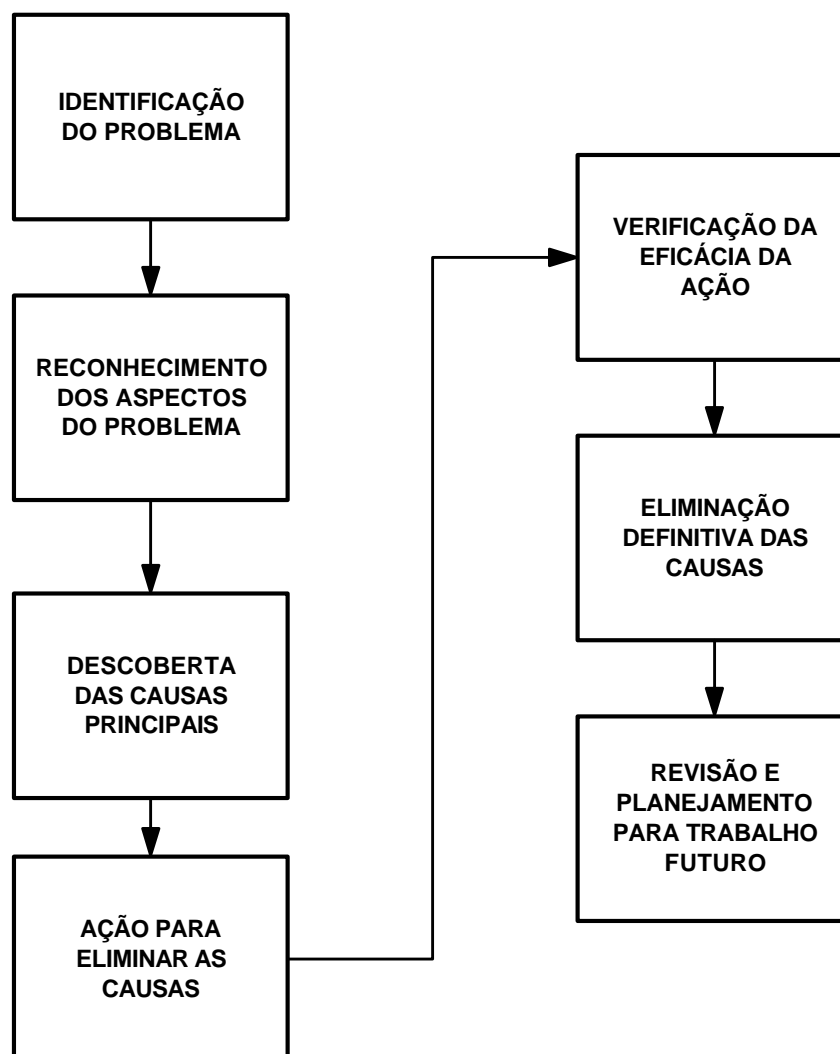 IDENTIFICAÇÃO
DO PROBLEMA
RECONHECIMENTO
DOS ASPECTOS
DO PROBLEMA
DESCOBERTA
DAS CAUSAS
PRINCIPAIS
AÇÃO PARA
ELIMINAR AS
CAUSAS
VERIFICAÇÃO DA
EFICÁCIA DA
AÇÃO
ELIMINAÇÃO
DEFINITIVA DAS
CAUSAS
REVISÃO E
PLANEJAMENTO
PARA TRABALHO
FUTURO